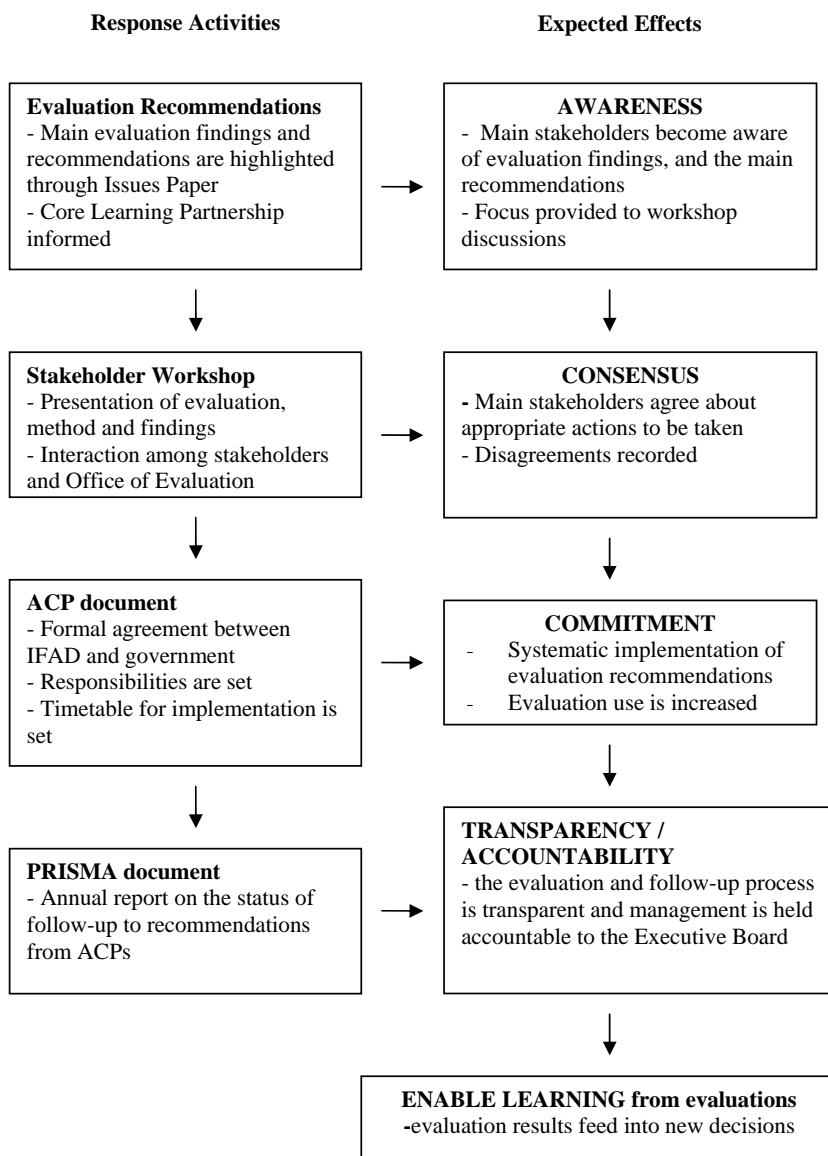 Response Activities
Expected Effects
Evaluation Recommendations
- Main evaluation findings and
recommendations are highlighted
through Issues Paper
- Core Learning Partnership
informed
AWARENESS
- Main stakeholders become aware
of evaluation findings, and the main
recommendations
- Focus provided to workshop
discussions
Stakeholder Workshop
- Presentation of evaluation,
method and findings
- Interaction among stakeholders
and Office of Evaluation
CONSENSUS
- Main stakeholders agree about
appropriate actions to be taken
- Disagreements recorded
ACP document
- Formal agreement between
IFAD and government
- Responsibilities are set
- Timetable for implementation is
set
COMMITMENT
- Systematic implementation of
evaluation recommendations
- Evaluation use is increased
PRISMA document
- Annual report on the status of
follow-up to recommendations
from ACPs
TRANSPARENCY /
ACCOUNTABILITY
- the evaluation and follow-up process
is transparent and management is held
accountable to the Executive Board
ENABLE LEARNING from evaluations
-evaluation results feed into new decisions